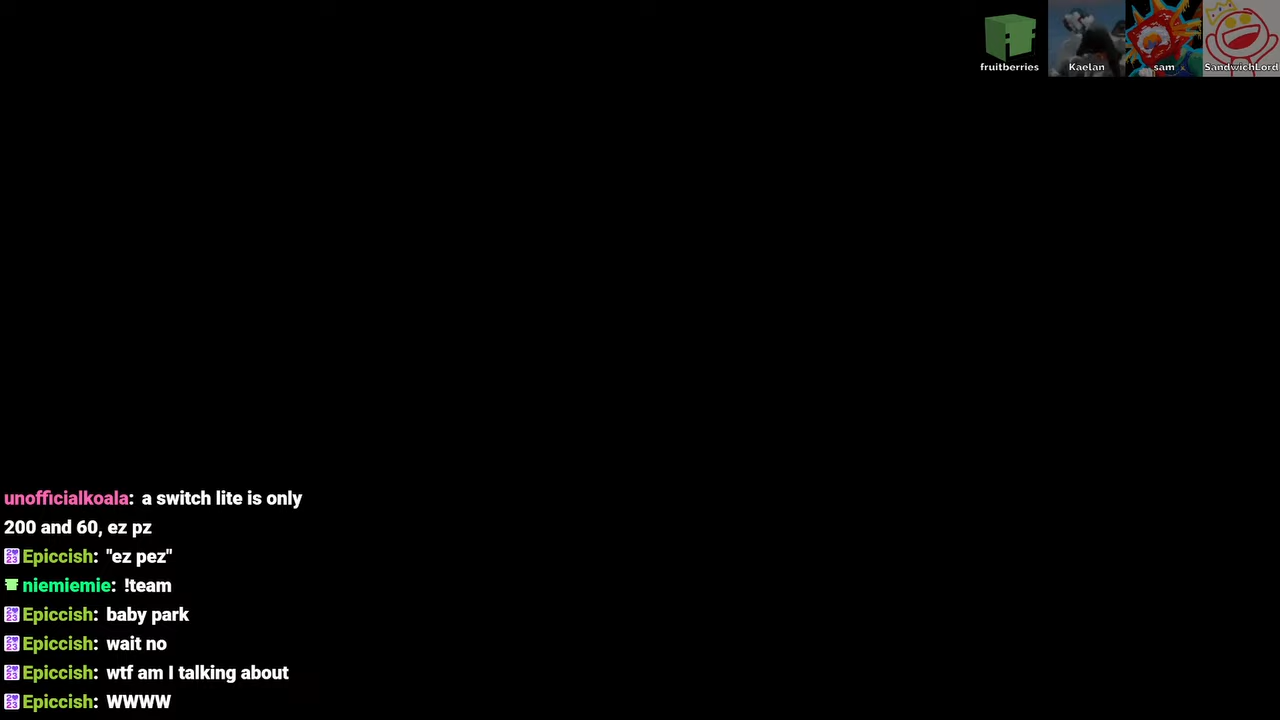 fruitberries Kaelan sam SandwichLord
unofficialkoala: a switch lite is only
200 and 60, ez pz
Epiccish: "ez pez"
niemiemie: !team
Epiccish: baby park
Epiccish: wait no
Epiccish: wtf am I talking about
Epiccish: WWWW